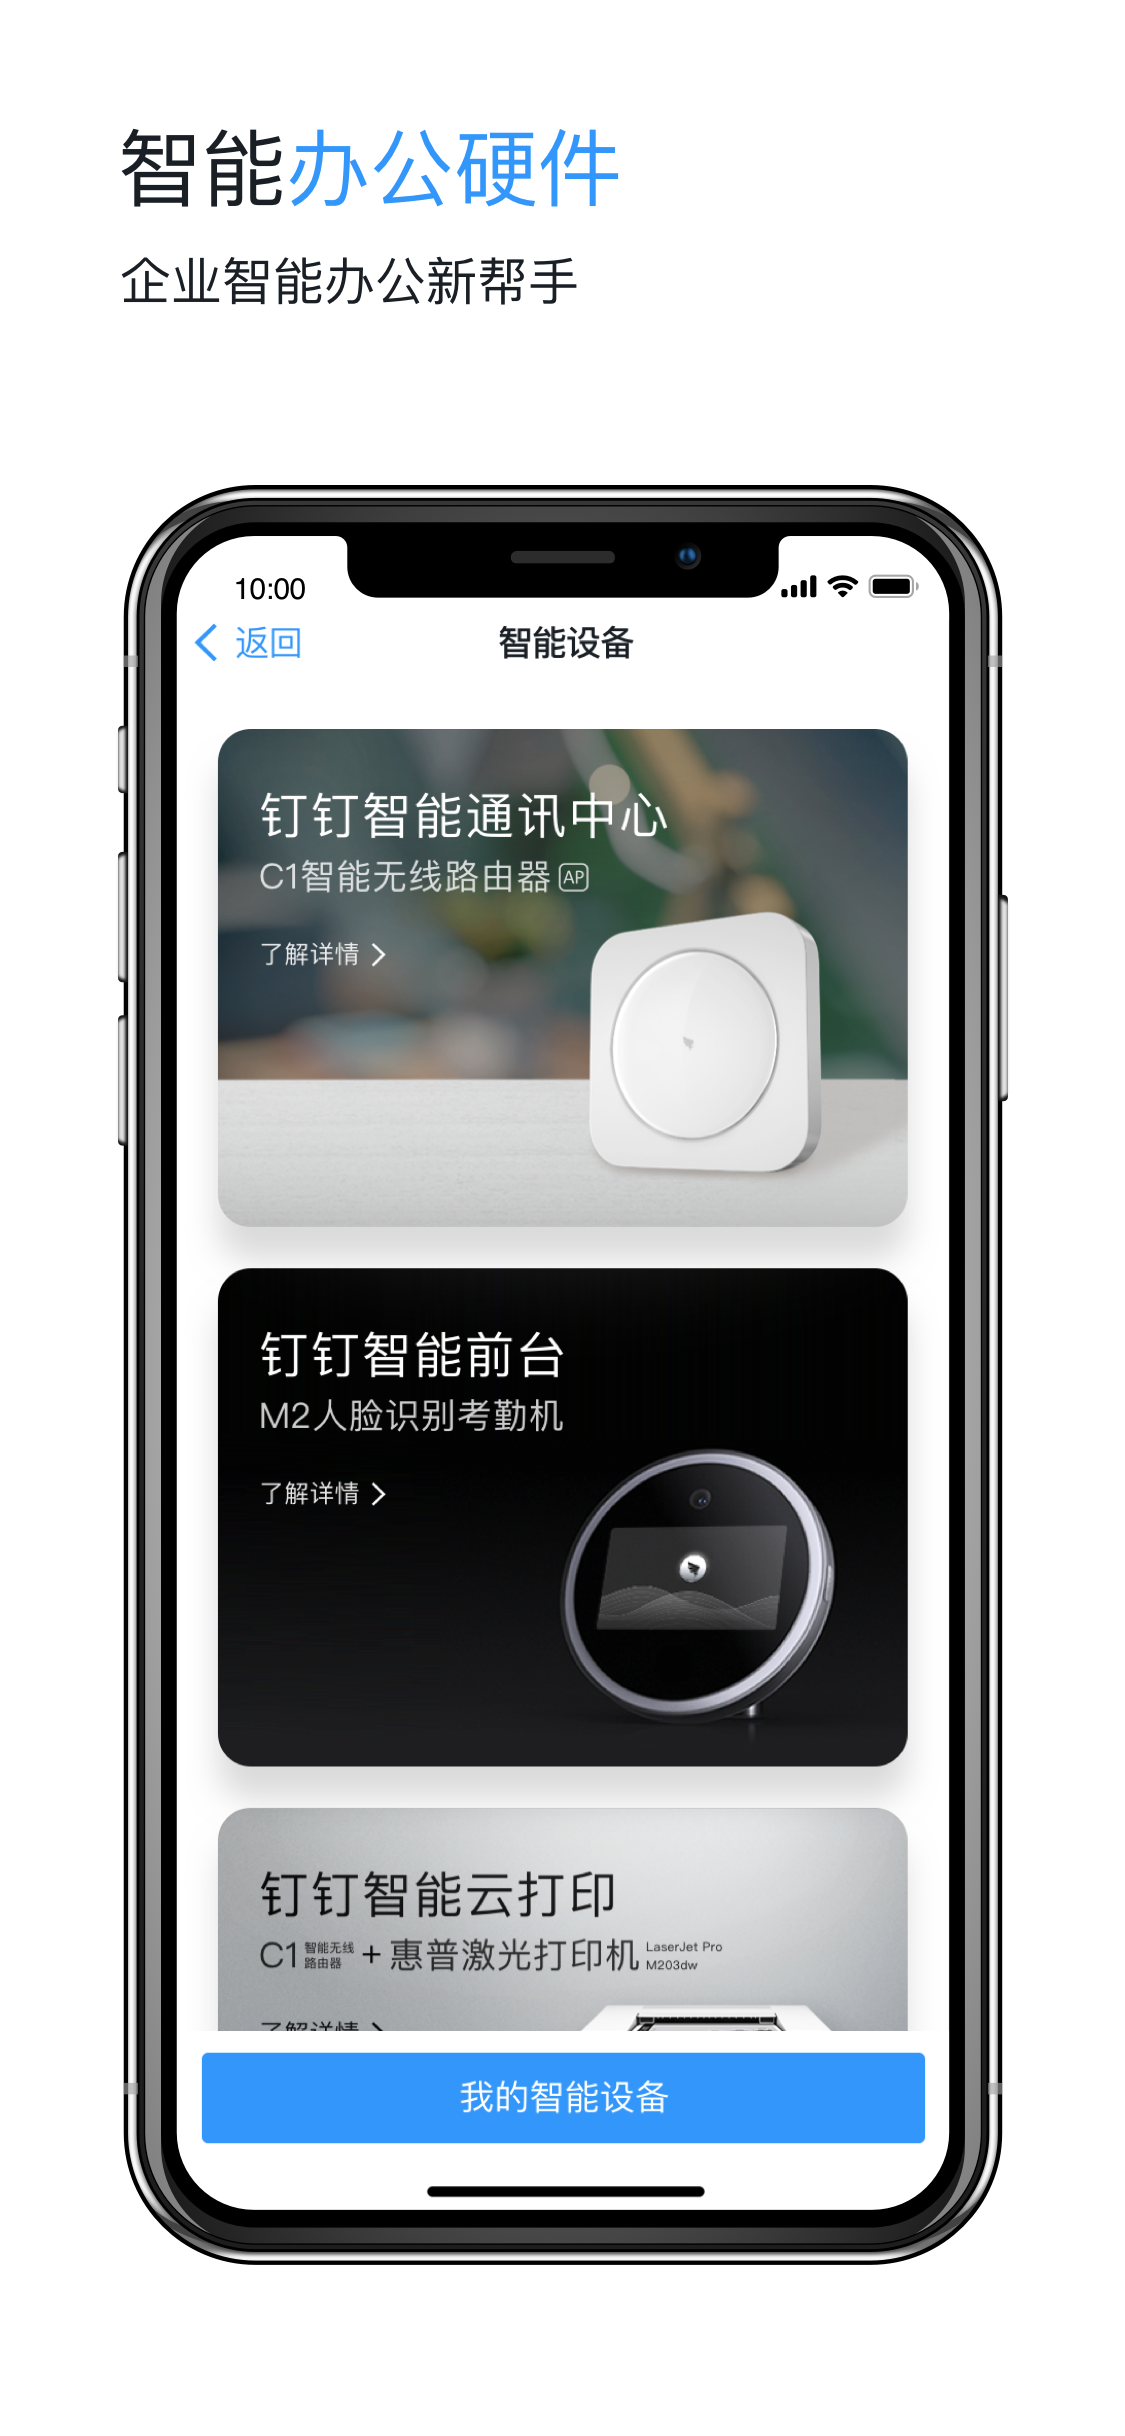 智能办公硬件
企业智能办公新帮手
10:00
返回
智能设备
钉钉智能通讯中心
C1智能无线路由器 AP
了解详情
钉钉智能前台
M2人脸识别考勤机
了解详情
钉钉智能云打印
C1 智能无线路由器 + 惠普激光打印机 LaserJet Pro M203dw
了解详情
我的智能设备